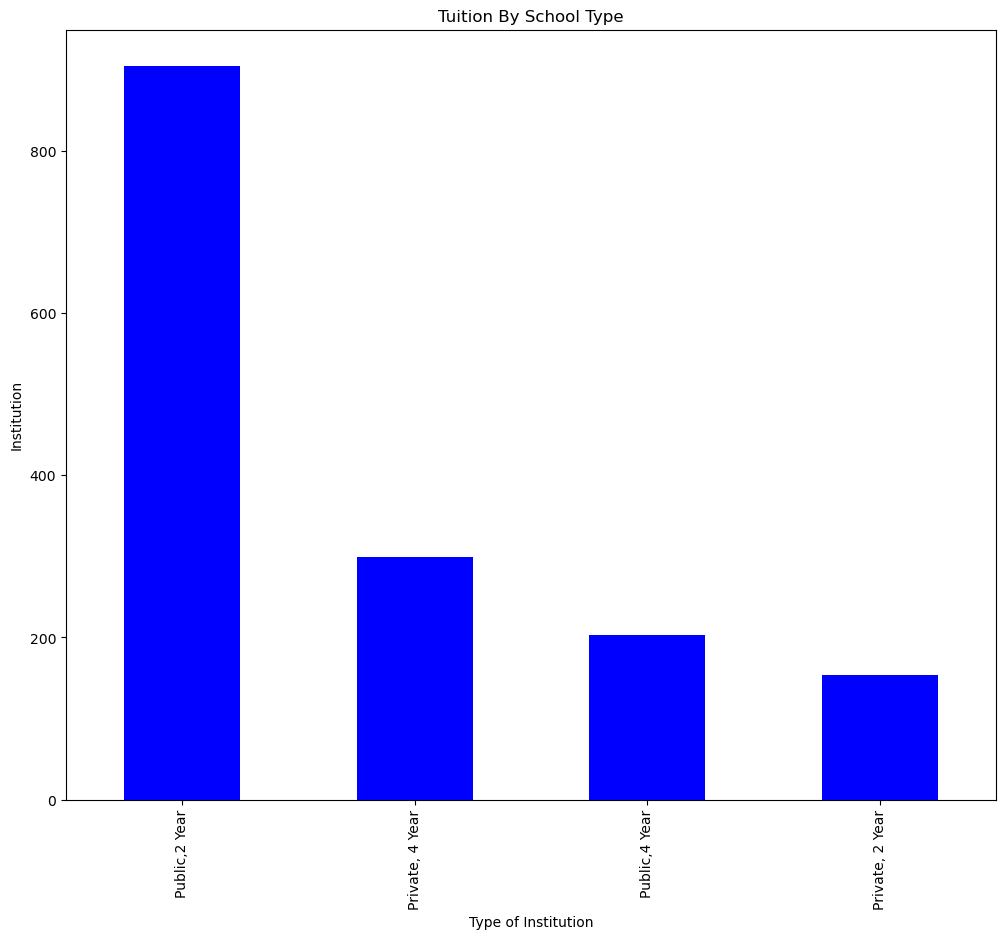 Tuition By School Type
Institution
800
600
400
200
0
Public,2 Year
Private, 4 Year
Public,4 Year
Private, 2 Year
Type of Institution